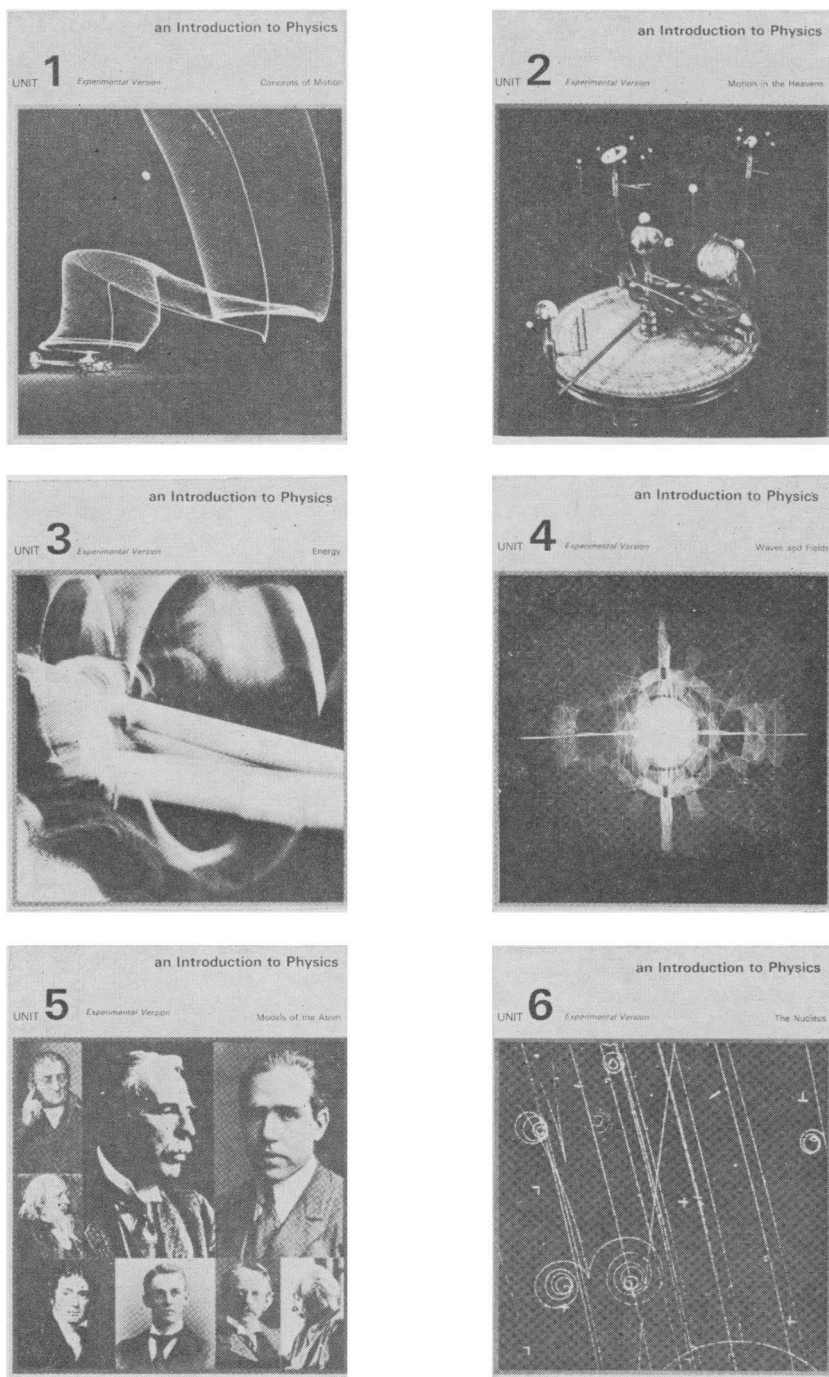 an Introduction to Physics
UNIT 1 Experimental Version Concepts of Motion
an Introduction to Physics
UNIT 2 Experimental Version Motion in the Heavens
an Introduction to Physics
UNIT 3 Experimental Version Energy
an Introduction to Physics
UNIT 4 Experimental Version Waves and Fields
an Introduction to Physics
UNIT 5 Experimental Version Models of the Atom
an Introduction to Physics
UNIT 6 Experimental Version The Nucleus